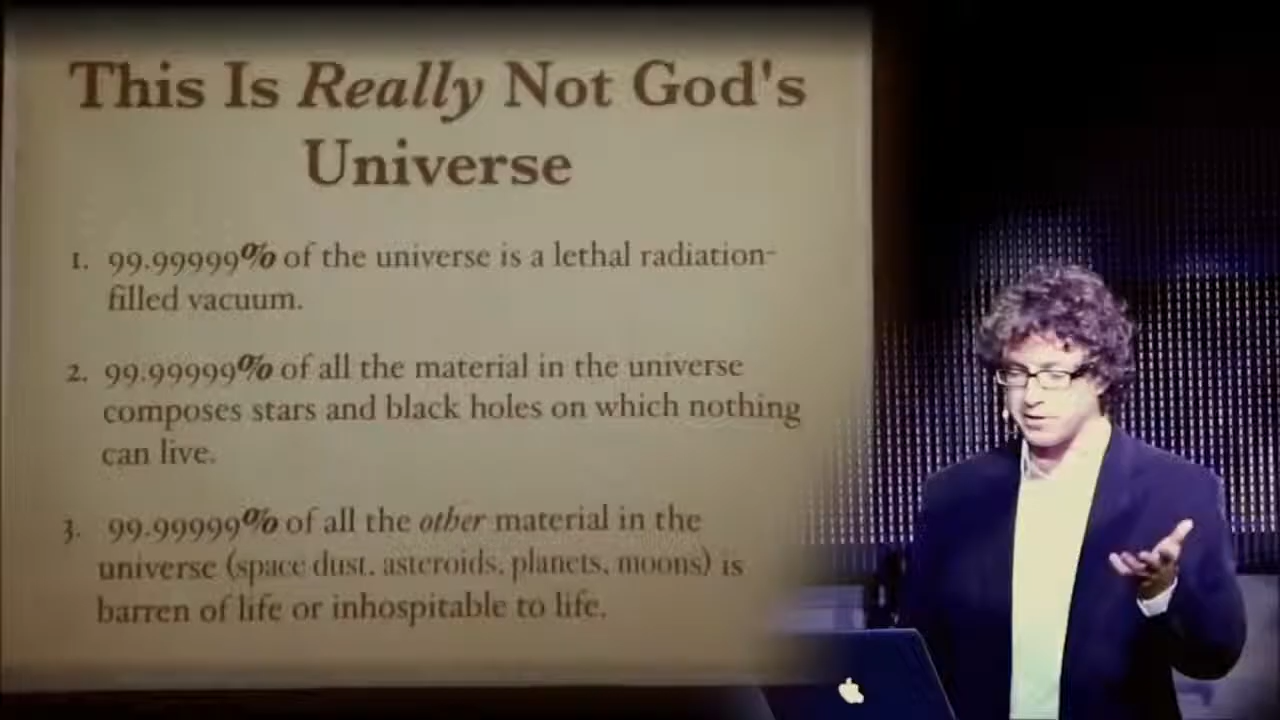 This Is Really Not God's
Universe
1. 99.99999% of the universe is a lethal radiation-
filled vacuum.
2. 99.99999% of all the material in the universe
composes stars and black holes on which nothing
can live.
3. 99.99999% of all the other material in the
universe (space dust, asteroids, planets, moons) is
barren of life or inhospitable to life.